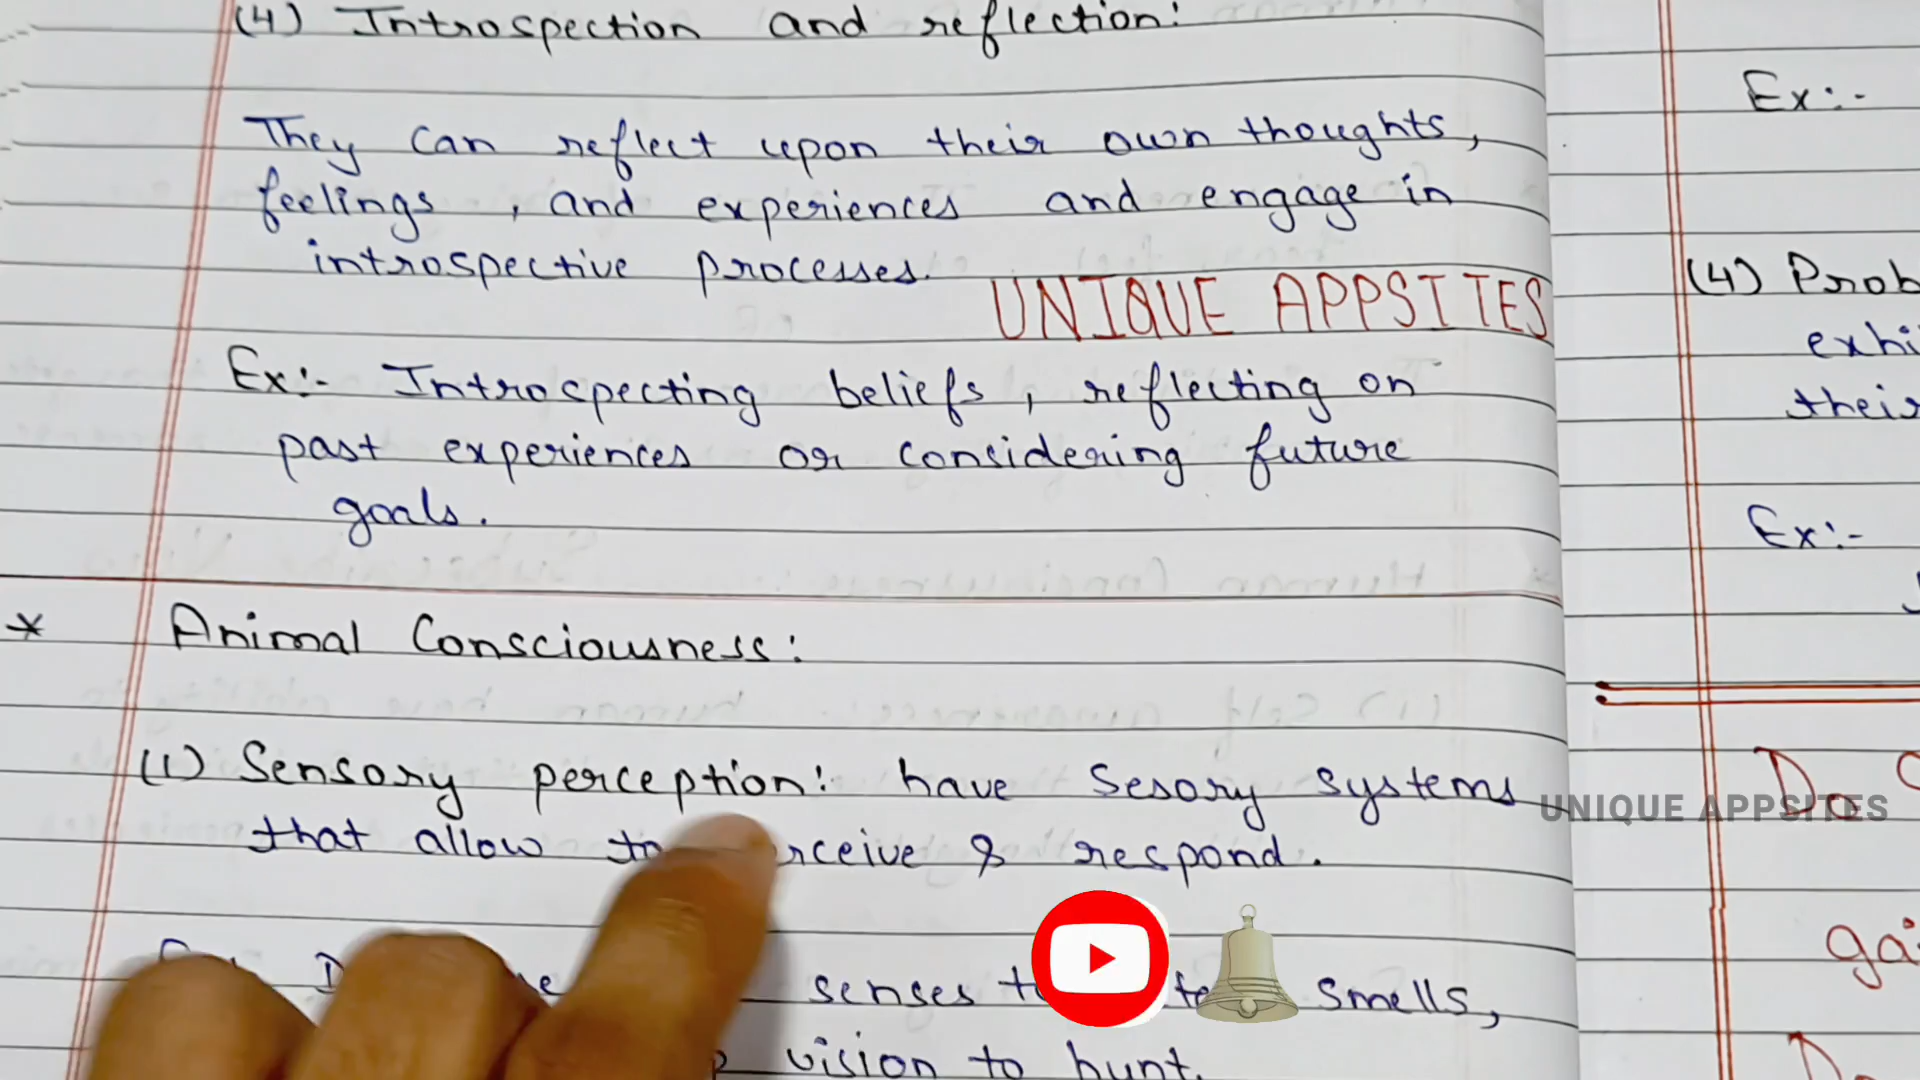 (4) Introspection and reflection:
They can reflect upon their own thoughts,
feelings, and experiences and engage in
introspective processes.
UNIQUE APPSITES
Ex:- Introspecting beliefs, reflecting on
past experiences or considering future
goals.
* Animal Consciousness:
(1) Sensory perception: have Sesory systems
that allow to & respond.
senses smells,
vision to hunt.
Ex:-
(4) Prob
exhi
their
Ex:-
Do
ga
UNIQUE APPSITES